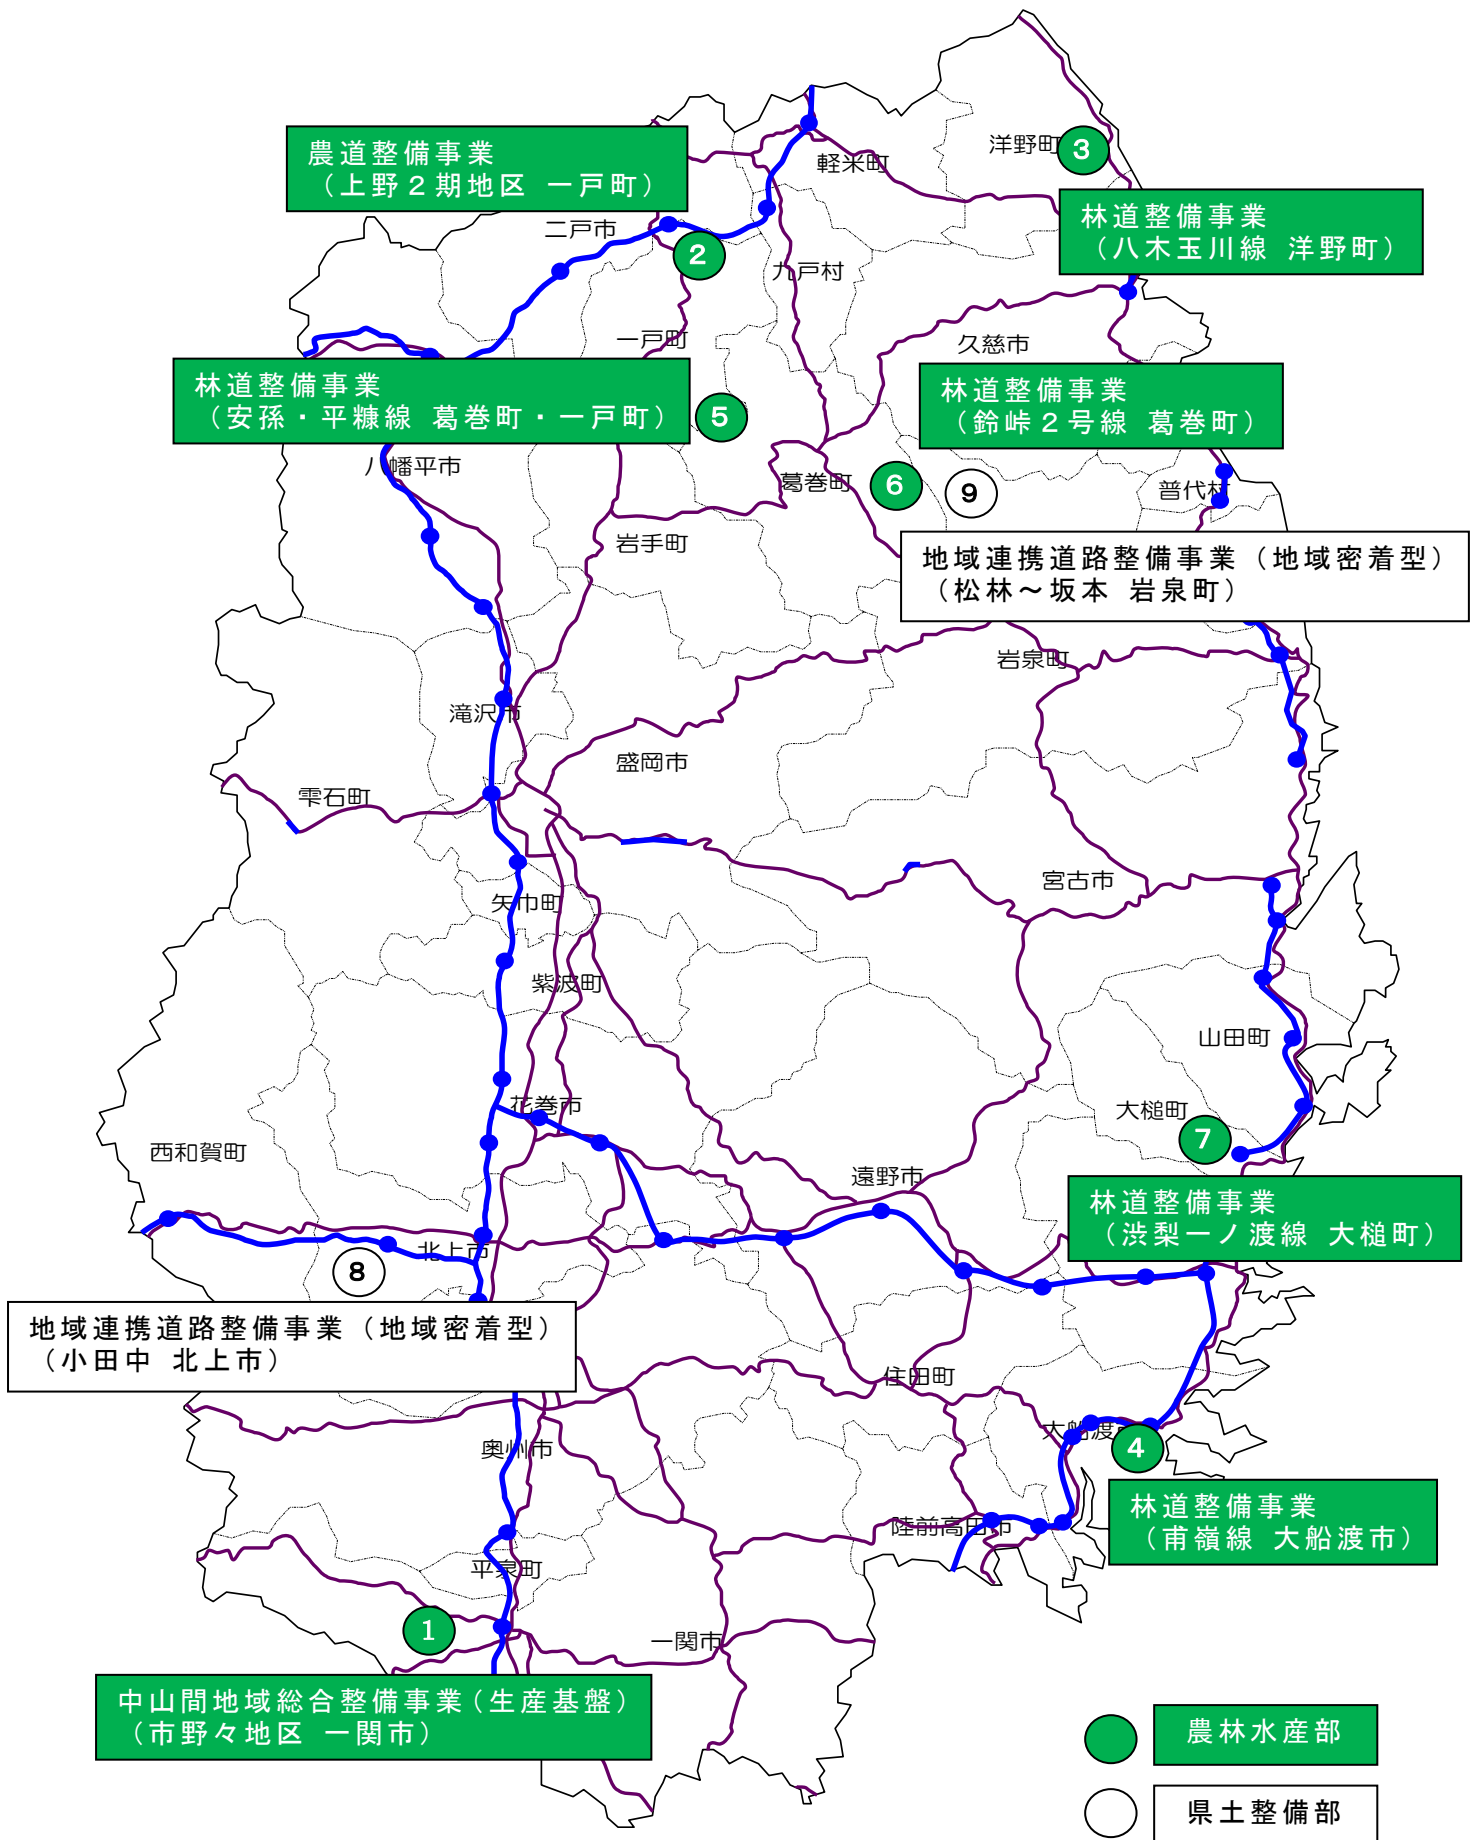 農道整備事業
（上野２期地区 一戸町）
軽米町
洋野町
3
林道整備事業
（八木玉川線 洋野町）
二戸市
2
九戸村
一戸町
久慈市
林道整備事業
（安孫・平糠線 葛巻町・一戸町）
5
林道整備事業
（鈴峠２号線 葛巻町）
八幡平市
葛巻町
6
9
普代村
岩手町
地域連携道路整備事業（地域密着型）
（松林～坂本 岩泉町）
岩泉町
滝沢市
盛岡市
雫石町
宮古市
矢巾町
紫波町
山田町
花巻市
大槌町
7
西和賀町
遠野市
林道整備事業
（渋梨一ノ渡線 大槌町）
北上市
8
地域連携道路整備事業（地域密着型）
（小田中 北上市）
住田町
大船渡
4
奥州市
林道整備事業
（甫嶺線 大船渡市）
陸前高田市
平泉町
1
一関市
中山間地域総合整備事業（生産基盤）
（市野々地区 一関市）
農林水産部
県土整備部